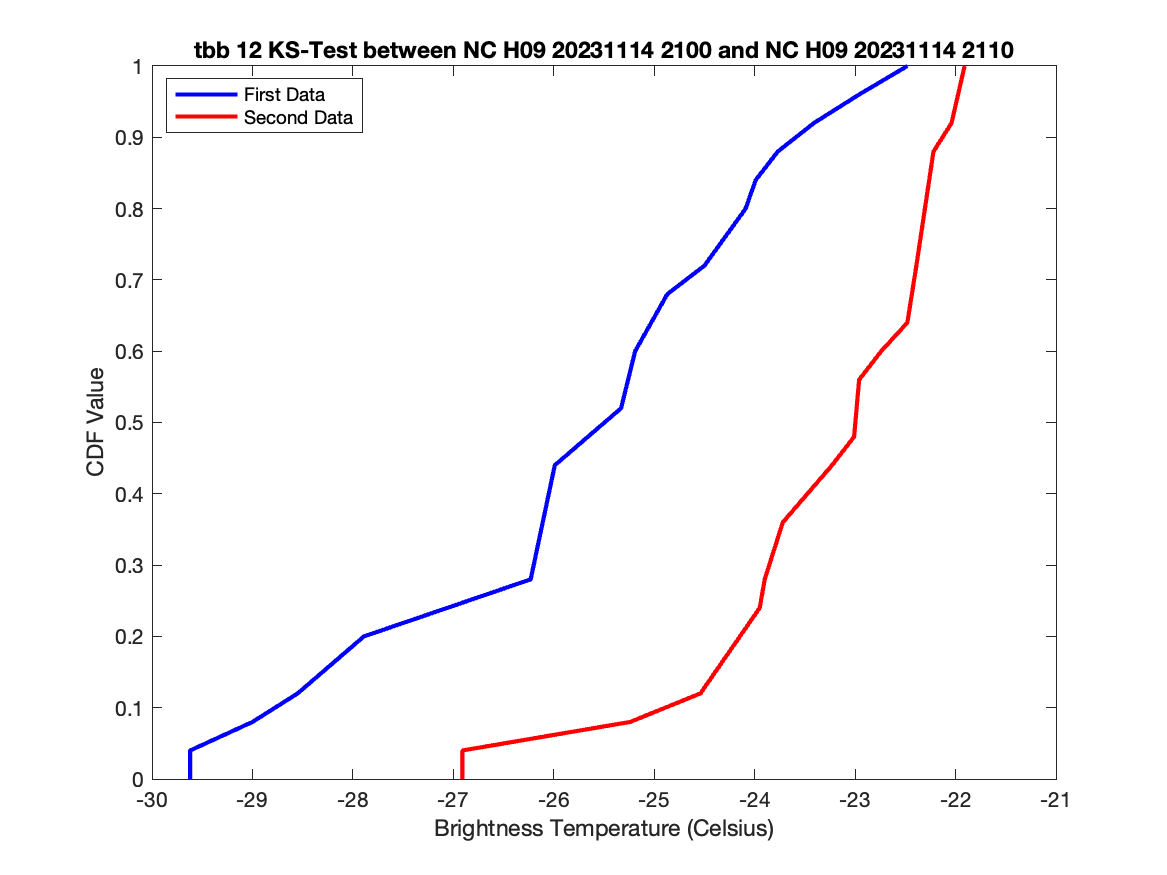 tbb 12 KS-Test between NC H09 20231114 2100 and NC H09 20231114 2110
First Data
Second Data
1
0.9
0.8
0.7
0.6
0.5
0.4
0.3
0.2
0.1
0
CDF Value
-30 -29 -28 -27 -26 -25 -24 -23 -22 -21
Brightness Temperature (Celsius)